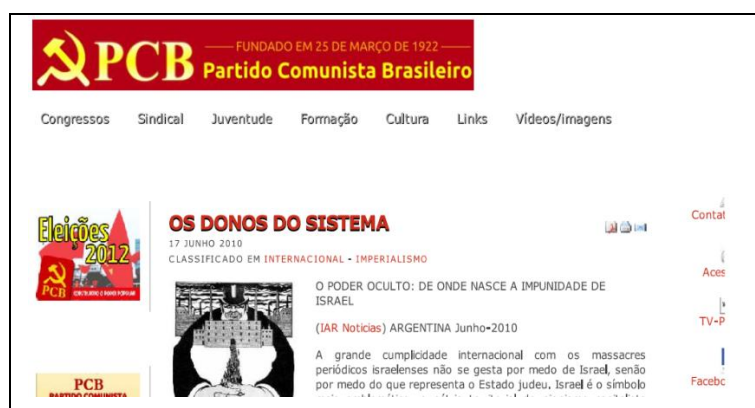 PCB
FUNDADO EM 25 DE MARÇO DE 1922
Partido Comunista Brasileiro
Congressos Sindical Juventude Formação Cultura Links Vídeos/imagens
Eleições
2012
PCB
OS DONOS DO SISTEMA
17 JUNHO 2010
CLASSIFICADO EM INTERNACIONAL - IMPERIALISMO
O PODER OCULTO: DE ONDE NASCE A IMPUNIDADE DE
ISRAEL
(IAR Noticias) ARGENTINA Junho-2010
A grande cumplicidade internacional com os massacres
periódicos israelenses não se gesta por medo de Israel, senão
por medo do que representa o Estado judeu. Israel é o símbolo
PCB
PARTIDO COMUNISTA
Contat
Aces
TV-P
Facebo